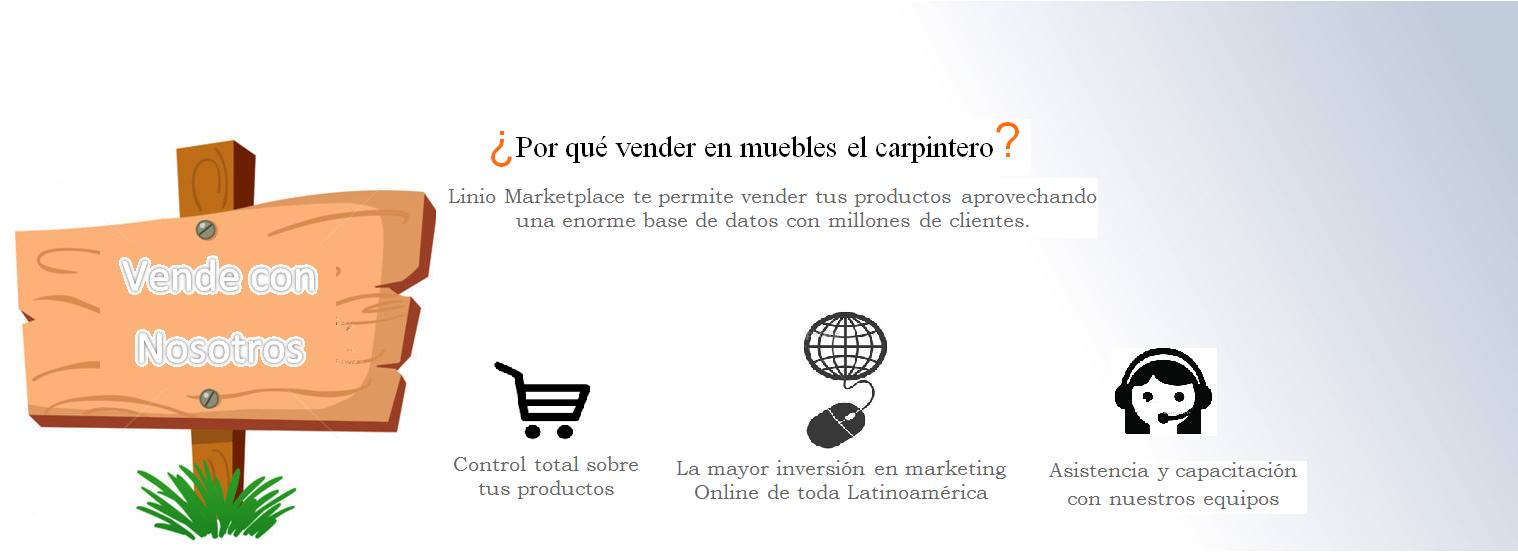 Vende con
Nosotros
¿Por qué vender en muebles el carpintero?
Linio Marketplace te permite vender tus productos aprovechando
una enorme base de datos con millones de clientes.
Control total sobre
tus productos
La mayor inversión en marketing
Online de toda Latinoamérica
Asistencia y capacitación
con nuestros equipos